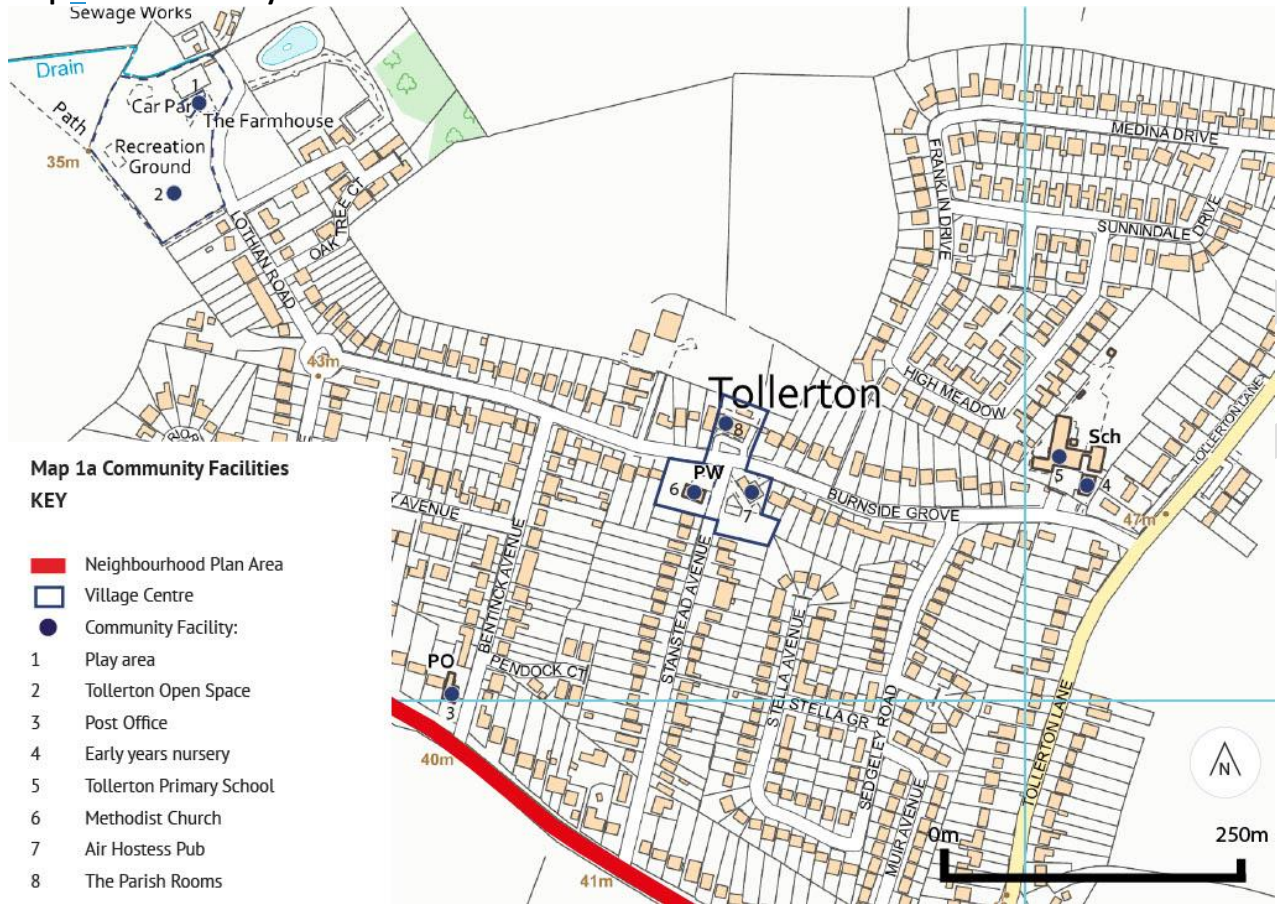 Sewage Works
Drain
Path
1
Car Par
The Farmhouse
35m
Recreation
Ground
2
LOTHIAN ROAD
OAK TREE CT
43m
MEDINA DRIVE
FRANKLIN DRIVE
SUNNINDALE DRIVE
HIGH MEADOW
Tollerton
8
PW
6
7
BURNSIDE GROVE
Sch
5
4
47m
TOLLERTON LANE
AVENUE
BENTINCK AVENUE
STANSTEAD AVENUE
PO
3
PENDOCK CT
STELLA AVENUE
STELLA GR
SEDGELEY ROAD
MUIR AVENUE
TOLLERTON LANE
40m
41m
N
0m
250m
Map 1a Community Facilities
KEY
Neighbourhood Plan Area
Village Centre
Community Facility:
1 Play area
2 Tollerton Open Space
3 Post Office
4 Early years nursery
5 Tollerton Primary School
6 Methodist Church
7 Air Hostess Pub
8 The Parish Rooms